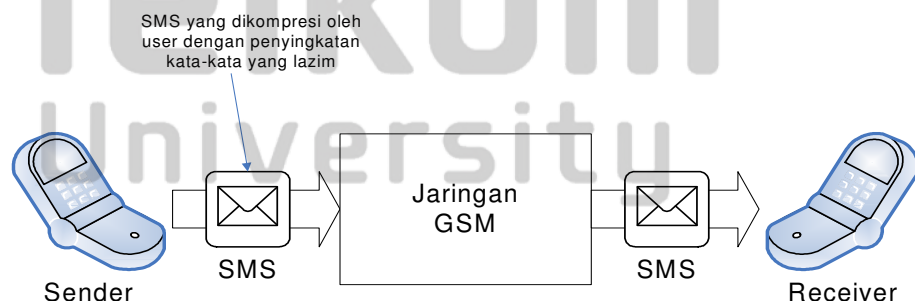 Telkom
University
SMS yang dikompresi oleh
user dengan penyingkatan
kata-kata yang lazim
Jaringan
GSM
SMS
SMS
Sender
Receiver